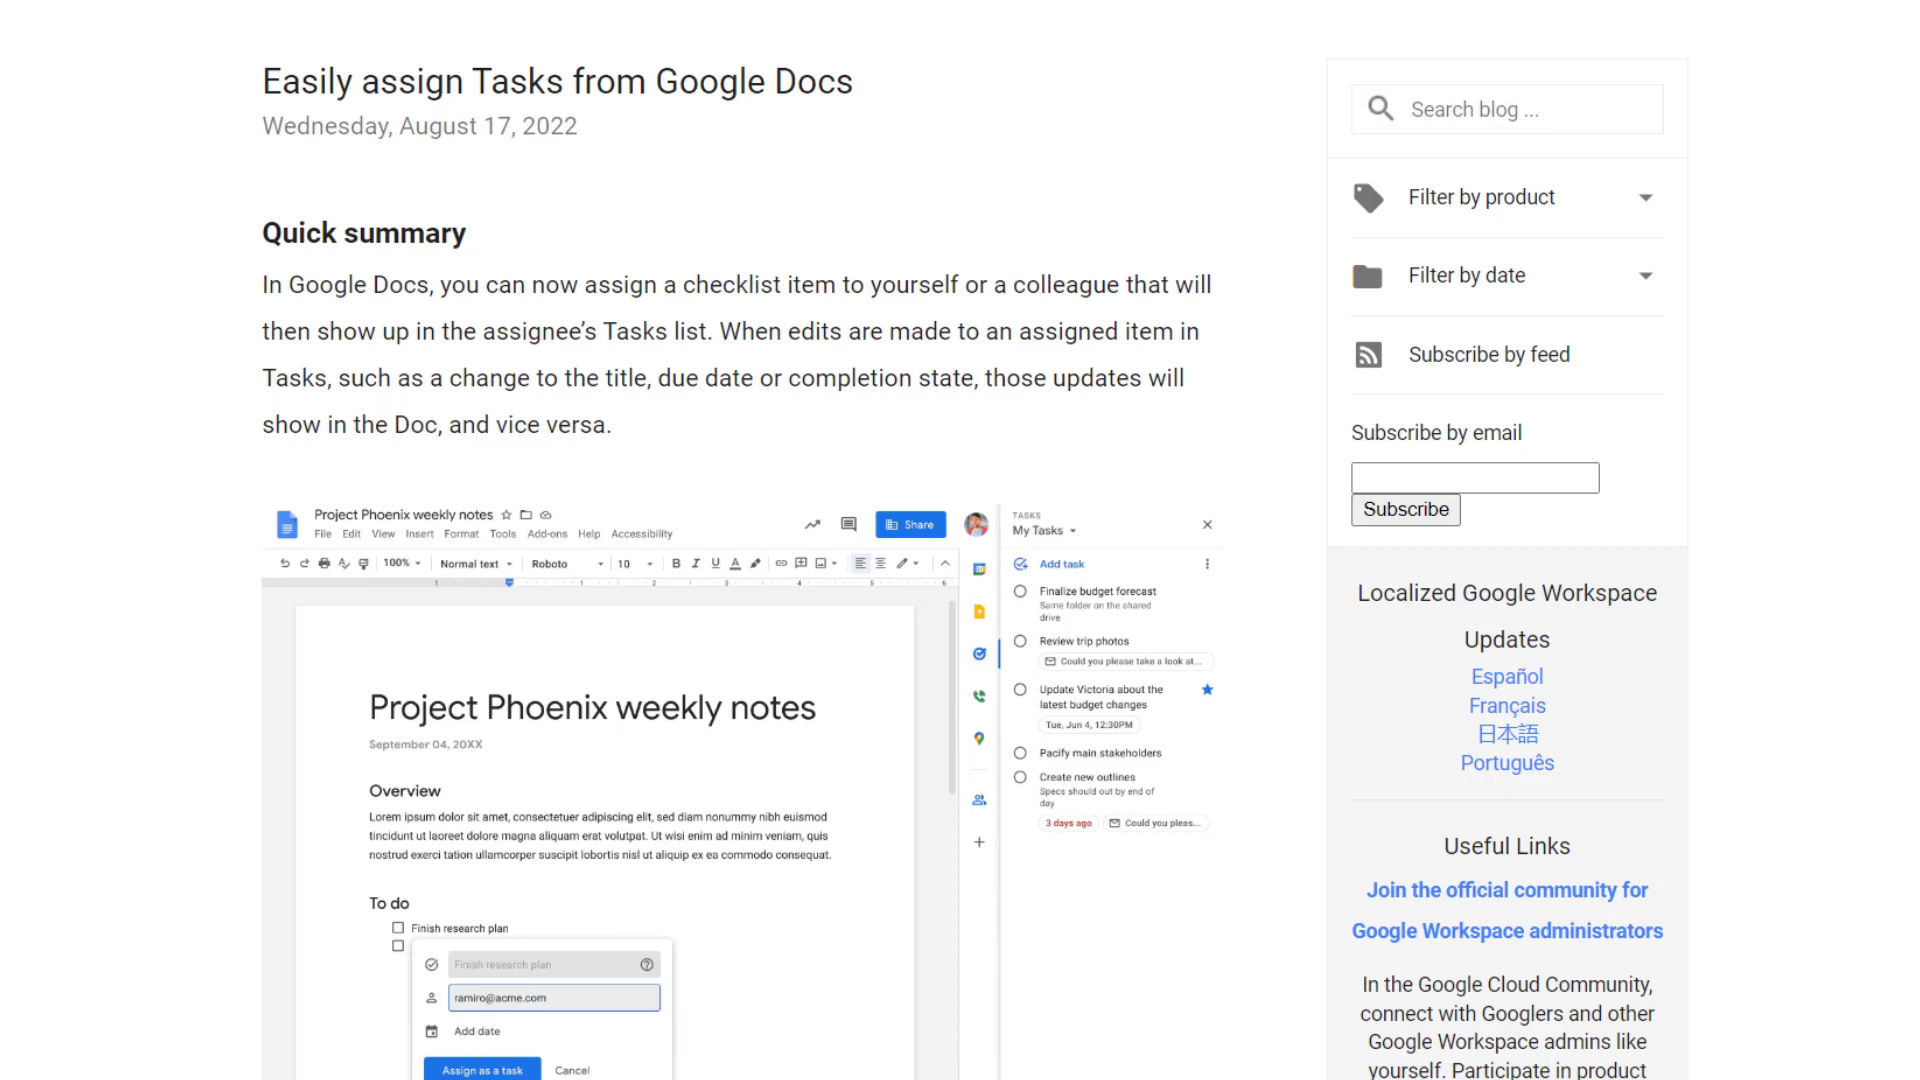 Easily assign Tasks from Google Docs
Wednesday, August 17, 2022
Quick summary
In Google Docs, you can now assign a checklist item to yourself or a colleague that will
then show up in the assignee’s Tasks list. When edits are made to an assigned item in
Tasks, such as a change to the title, due date or completion state, those updates will
show in the Doc, and vice versa.
Project Phoenix weekly notes
File Edit View Insert Format Tools Add-ons Help Accessibility
Share
100% Normal text Roboto 10 B I U A
1 1 2 3 4 5 6
Project Phoenix weekly notes
September 04, 20XX
Overview
Lorem ipsum dolor sit amet, consectetuer adipiscing elit, sed diam nonummy nibh euismod
tincidunt ut laoreet dolore magna aliquam erat volutpat. Ut wisi enim ad minim veniam, quis
nostrud exerci tation ullamcorper suscipit lobortis nisl ut aliquip ex ea commodo consequat.
To do
Finish research plan
Finish research plan
ramiro@acme.com
Add date
Assign as a task Cancel
TASKS
My Tasks
Add task
Finalize budget forecast
Same folder on the shared
drive
Review trip photos
Could you please take a look at...
Update Victoria about the
latest budget changes
Tue, Jun 4, 12:30PM
Pacify main stakeholders
Create new outlines
Specs should out by end of
day
3 days ago Could you pleas...
Search blog ...
Filter by product
Filter by date
Subscribe by feed
Subscribe by email
Subscribe
Localized Google Workspace
Updates
Español
Français
日本語
Português
Useful Links
Join the official community for
Google Workspace administrators
In the Google Cloud Community,
connect with Googlers and other
Google Workspace admins like
yourself. Participate in product